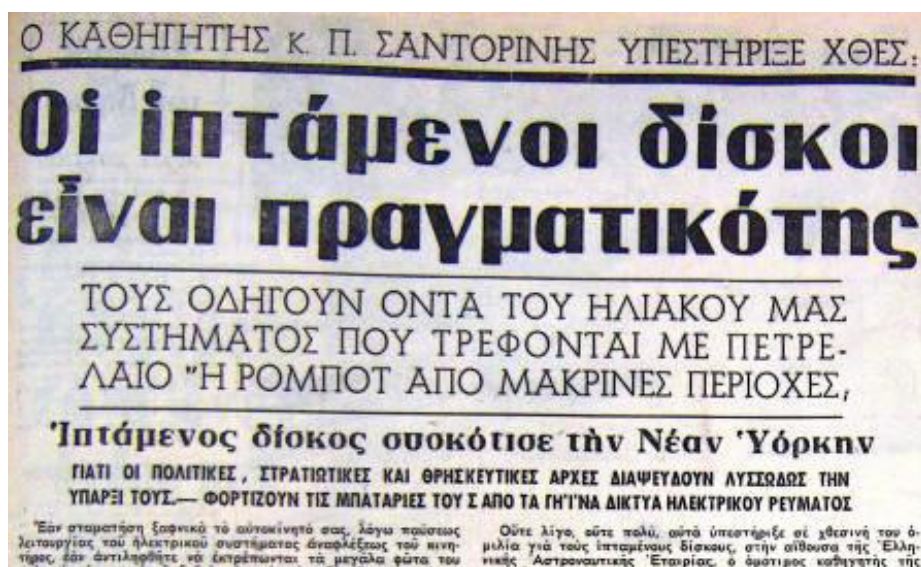 Ο ΚΑΘΗΓΗΤΗΣ κ. Π. ΣΑΝΤΟΡΙΝΗΣ ΥΠΕΣΤΗΡΙΞΕ ΧΘΕΣ:
Οἱ ἱπτάμενοι δίσκοι
εἶναι πραγματικότης
ΤΟΥΣ ΟΔΗΓΟΥΝ ΟΝΤΑ ΤΟΥ ΗΛΙΑΚΟΥ ΜΑΣ
ΣΥΣΤΗΜΑΤΟΣ ΠΟΥ ΤΡΕΦΟΝΤΑΙ ΜΕ ΠΕΤΡΕ-
ΛΑΙΟ Ἢ ΡΟΜΠΟΤ ΑΠΟ ΜΑΚΡΙΝΕΣ ΠΕΡΙΟΧΕΣ,
Ἱπτάμενος δίσκος συσκότισε τὴν Νέαν Ὑόρκην
ΓΙΑΤΙ ΟΙ ΠΟΛΙΤΙΚΕΣ, ΣΤΡΑΤΙΩΤΙΚΕΣ ΚΑΙ ΘΡΗΣΚΕΥΤΙΚΕΣ ΑΡΧΕΣ ΔΙΑΨΕΥΔΟΥΝ ΛΥΣΣΩΔΩΣ ΤΗΝ
ΥΠΑΡΞΙ ΤΟΥΣ.— ΦΟΡΤΙΖΟΥΝ ΤΙΣ ΜΠΑΤΑΡΙΕΣ ΤΟΥ Σ ΑΠΟ ΤΑ ΓΗΪΝΑ ΔΙΚΤΥΑ ΗΛΕΚΤΡΙΚΟΥ ΡΕΥΜΑΤΟΣ
Ἐὰν σταματήση ξαφνικὰ τὸ αὐτοκίνητό σας, λόγω παύσεως
λειτουργίας τοῦ ἠλεκτρικοῦ συστήματος ἀναφλέξεως τοῦ κινη-
τῆρος, ἐὰν ἀντιληφθῆτε νὰ ἐκτρέπωνται τὰ μεγάλα φῶτα του
Οὔτε λίγο, οὔτε πολύ, αὐτὰ ὑπεστήριξε σὲ χθεσινή του ὁ-
μιλία γιὰ τοὺς ἱπταμένους δίσκους, στὴν αἴθουσα τῆς Ἑλλη-
νικῆς Ἀστροναυτικῆς Ἑταιρίας, ὁ ὁμότιμος καθηγητὴς τῆς